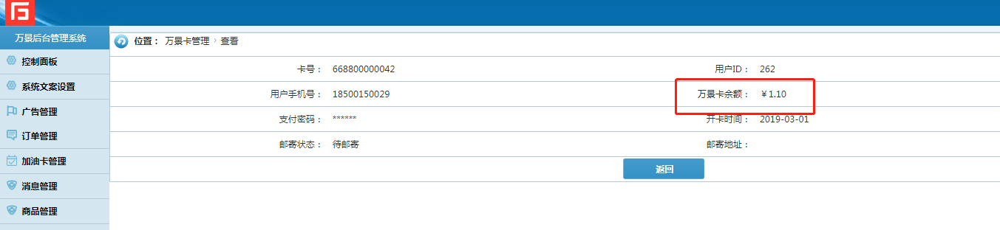 万景后台管理系统
位置： 万景卡管理 › 查看
控制面板
系统文案设置
广告管理
订单管理
加油卡管理
消息管理
商品管理
卡号： 668800000042 用户ID： 262
用户手机号： 18500150029 万景卡余额： ￥1.10
支付密码： ****** 开卡时间： 2019-03-01
邮寄状态： 待邮寄 邮寄地址：
返回